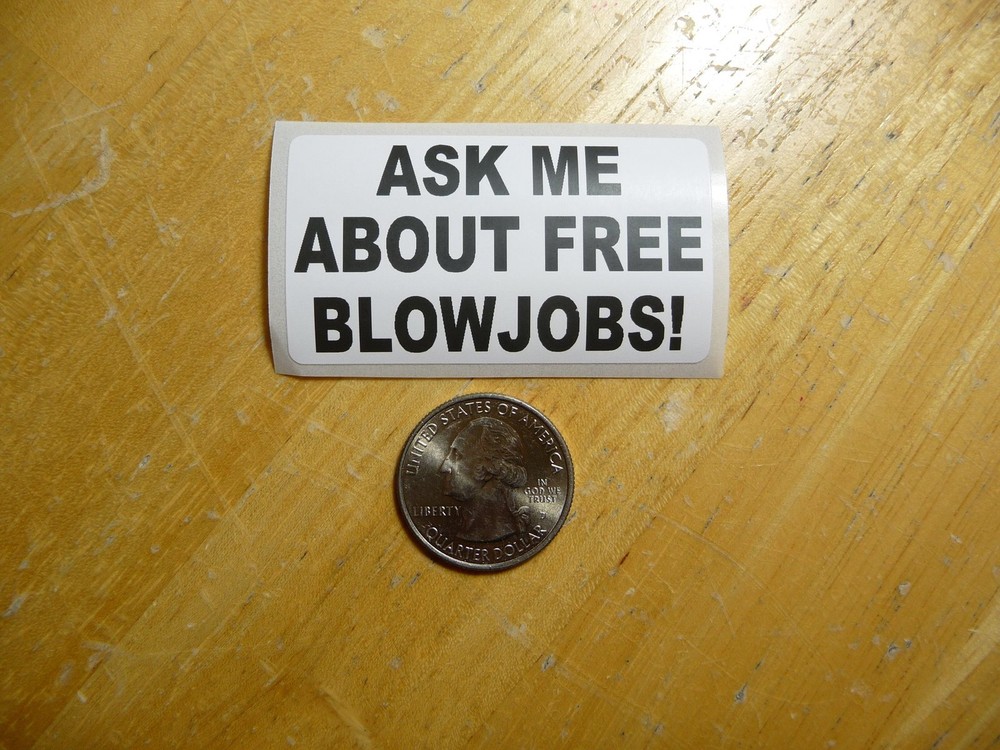 ASK ME
ABOUT FREE
BLOWJOBS!
UNITED STATES OF AMERICA
IN
GOD WE
TRUST
LIBERTY
QUARTER DOLLAR